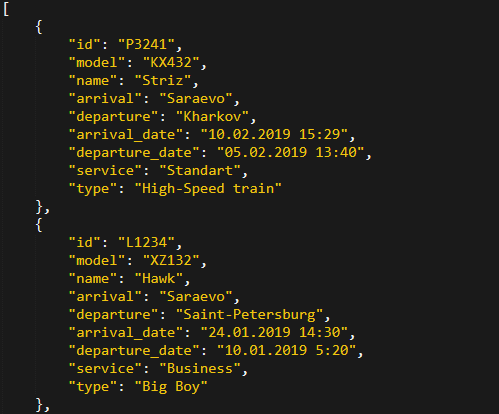 [
    {
        "id": "P3241",
        "model": "KX432",
        "name": "Striz",
        "arrival": "Saraevo",
        "departure": "Kharkov",
        "arrival_date": "10.02.2019 15:29",
        "departure_date": "05.02.2019 13:40",
        "service": "Standart",
        "type": "High-Speed train"
    },
    {
        "id": "L1234",
        "model": "XZ132",
        "name": "Hawk",
        "arrival": "Saraevo",
        "departure": "Saint-Petersburg",
        "arrival_date": "24.01.2019 14:30",
        "departure_date": "10.01.2019 5:20",
        "service": "Business",
        "type": "Big Boy"
    },